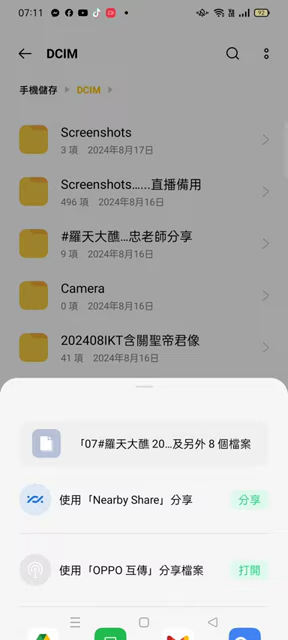 07:11
92
DCIM
手機儲存 DCIM
Screenshots
3 項 2024年8月17日
Screenshots…...直播備用
496 項 2024年8月16日
#羅天大醮…忠老師分享
9 項 2024年8月16日
Camera
0 項 2024年8月16日
202408IKT含關聖帝君像
41 項 2024年8月16日
「07#羅天大醮 20…及另外 8 個檔案
使用「Nearby Share」分享 分享
使用「OPPO 互傳」分享檔案 打開